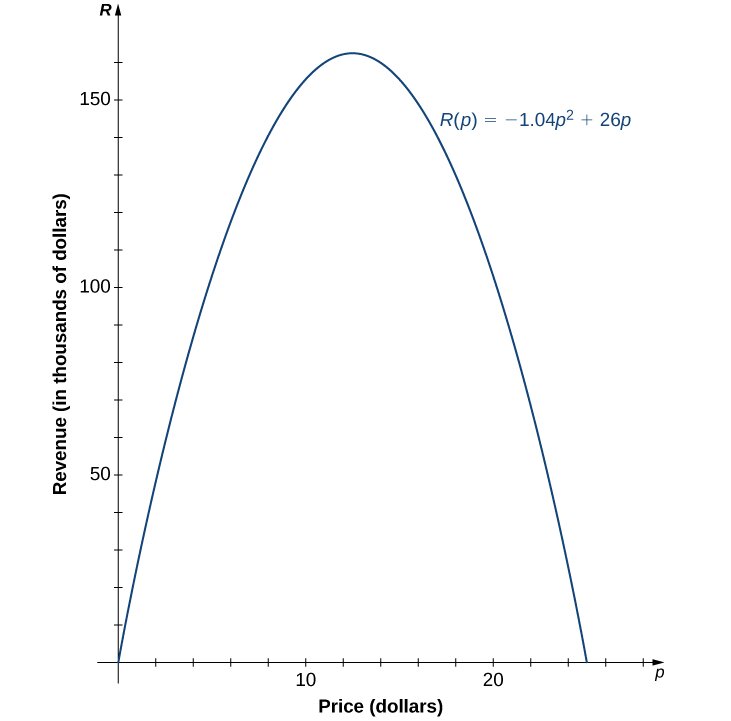 R
150
R(p) = −1.04p² + 26p
100
Revenue (in thousands of dollars)
50
10
20
p
Price (dollars)